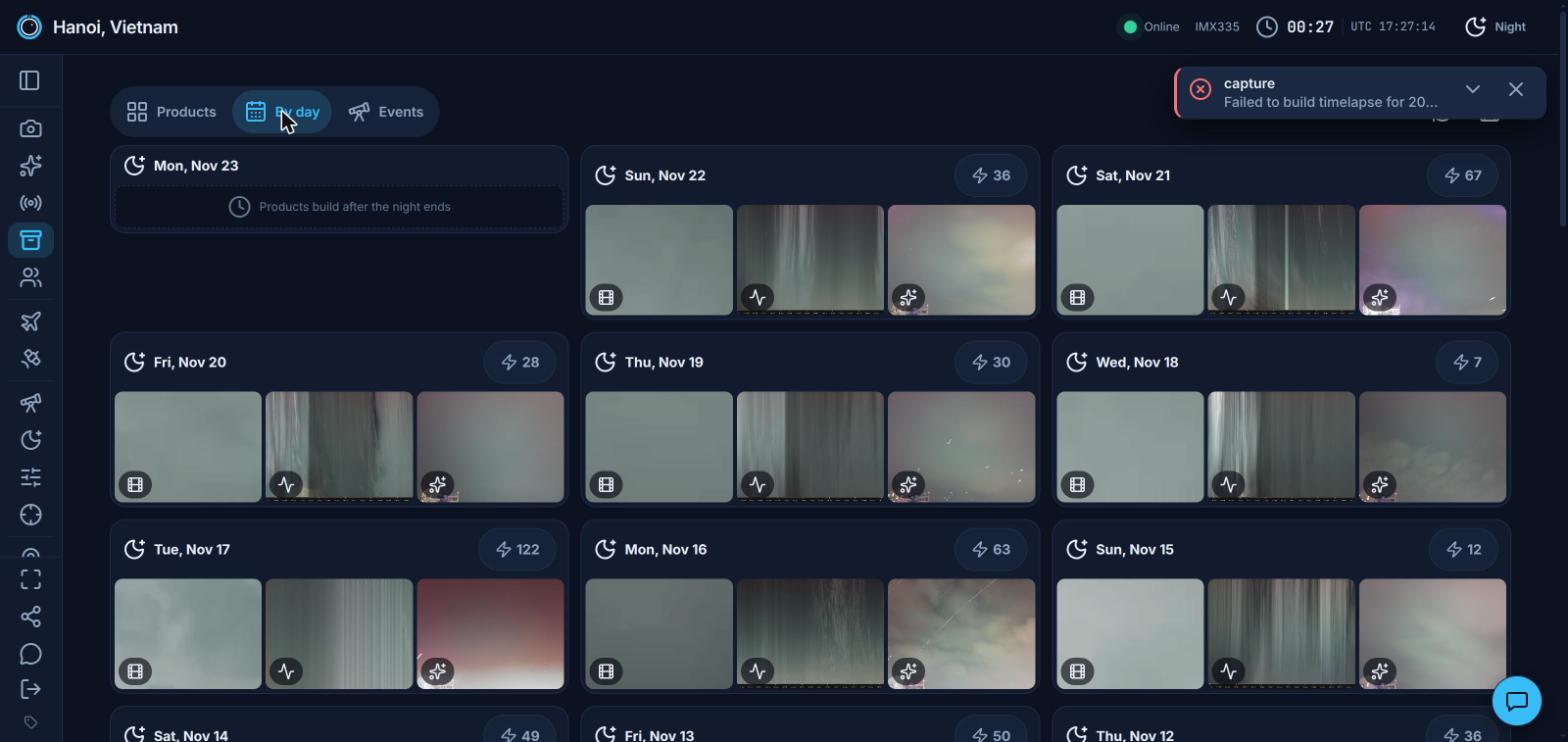 Hanoi, Vietnam
Online
IMX335
00:27
UTC 17:27:14
Night
capture
Failed to build timelapse for 20...
Products
By day
Events
Mon, Nov 23
Products build after the night ends
Sun, Nov 22
36
Sat, Nov 21
67
Fri, Nov 20
28
Thu, Nov 19
30
Wed, Nov 18
7
Tue, Nov 17
122
Mon, Nov 16
63
Sun, Nov 15
12
Sat, Nov 14
49
Fri, Nov 13
50
Thu, Nov 12
36